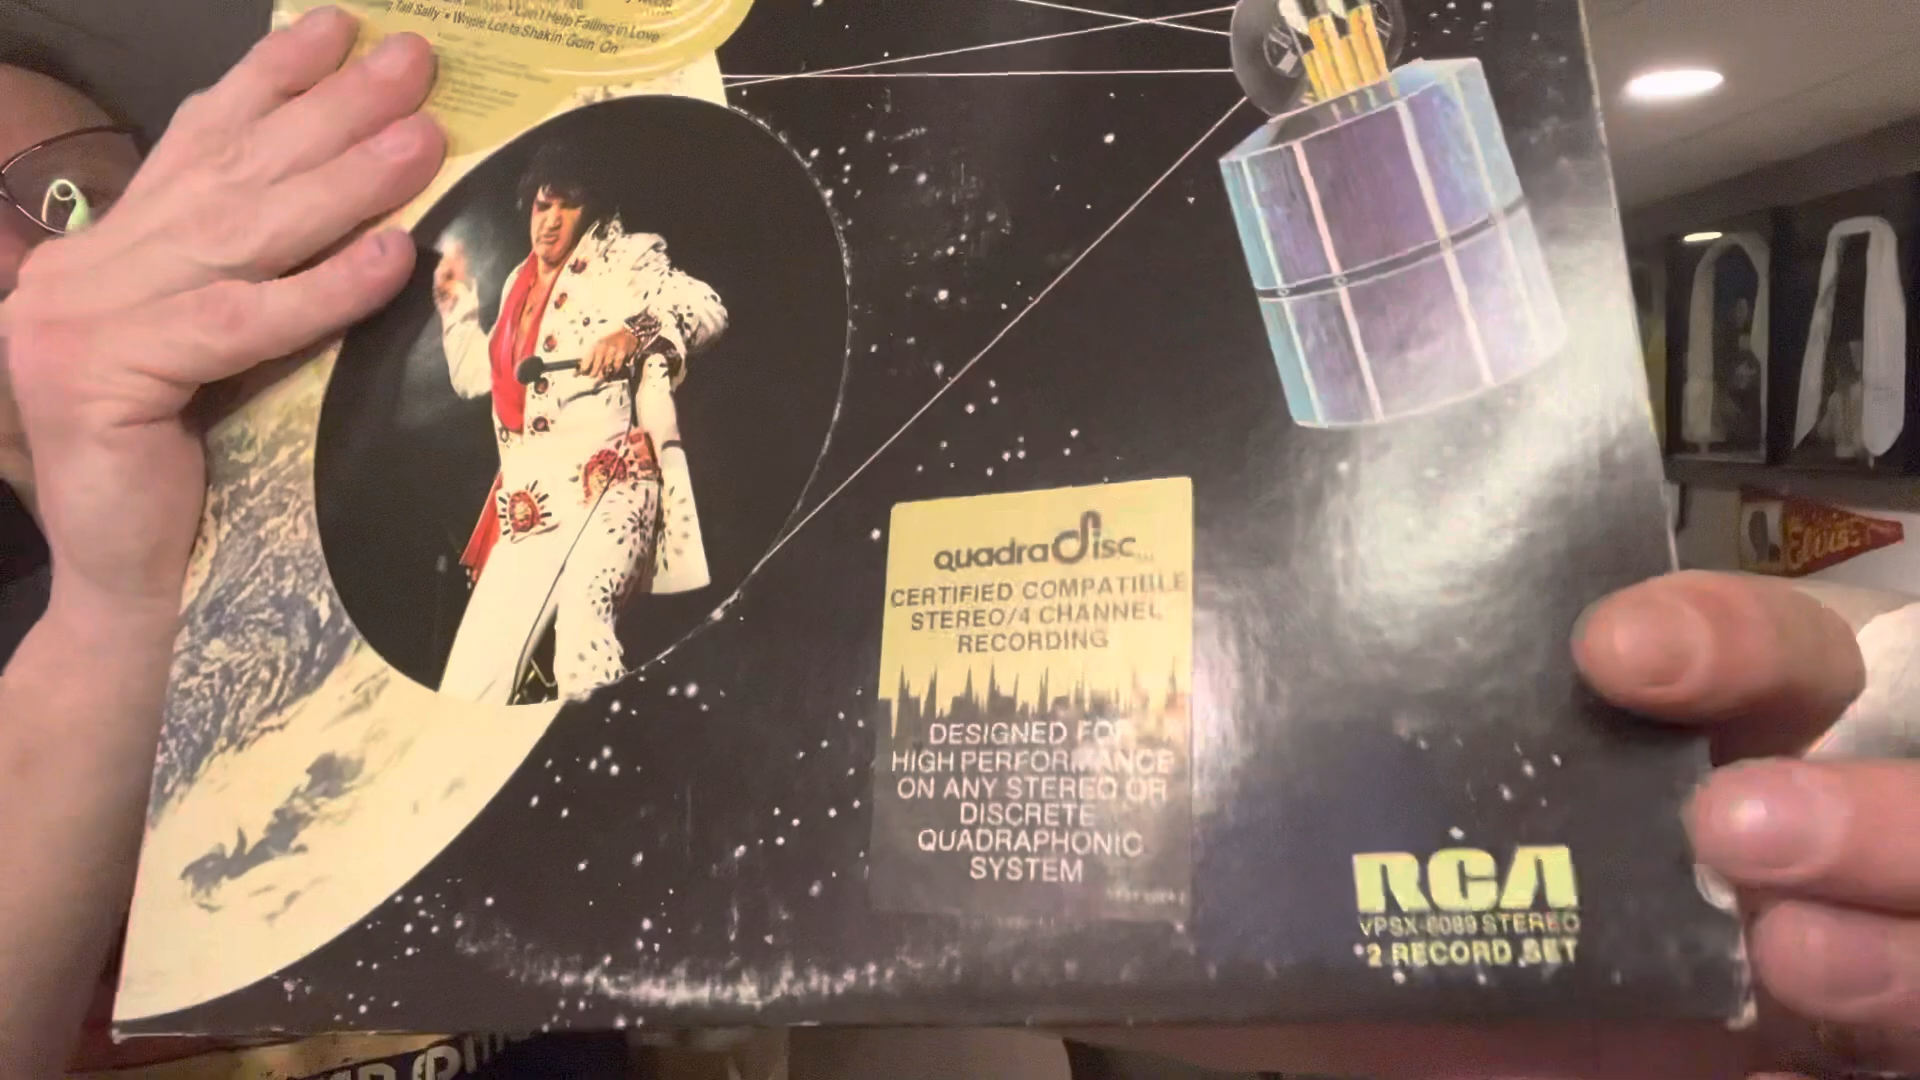 Tall Sally • Whole Lot-ta Shakin' Goin' On
Can't Help Falling in Love
quadradisc
CERTIFIED COMPATIBLE
STEREO/4 CHANNEL
RECORDING
DESIGNED FOR
HIGH PERFORMANCE
ON ANY STEREO OR
DISCRETE
QUADRAPHONIC
SYSTEM
RCA
VPSX-6089 STEREO
2 RECORD SET
Elvis